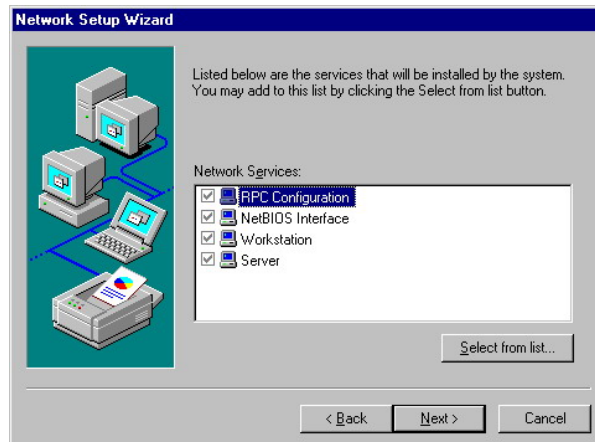 Network Setup Wizard
Listed below are the services that will be installed by the system.
You may add to this list by clicking the Select from list button.
Network Services:
RPC Configuration
NetBIOS Interface
Workstation
Server
Select from list...
< Back
Next >
Cancel